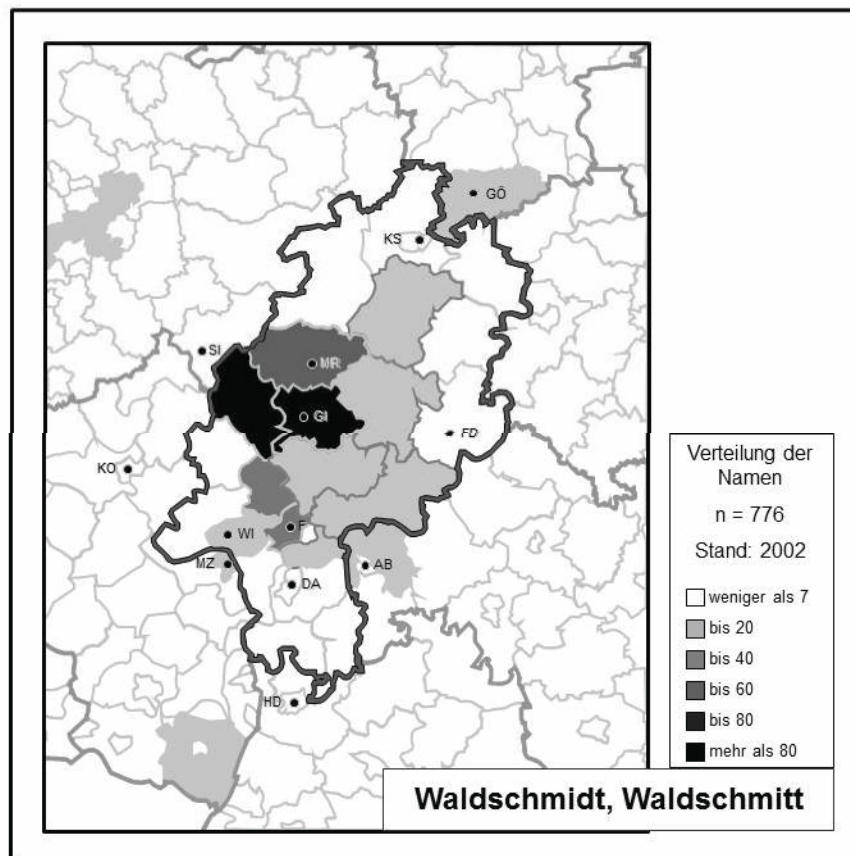 GÖ
KS
SI
MR
GI
FD
KO
F
WI
MZ
AB
DA
HD
Verteilung der
Namen
n = 776
Stand: 2002
weniger als 7
bis 20
bis 40
bis 60
bis 80
mehr als 80
Waldschmidt, Waldschmitt